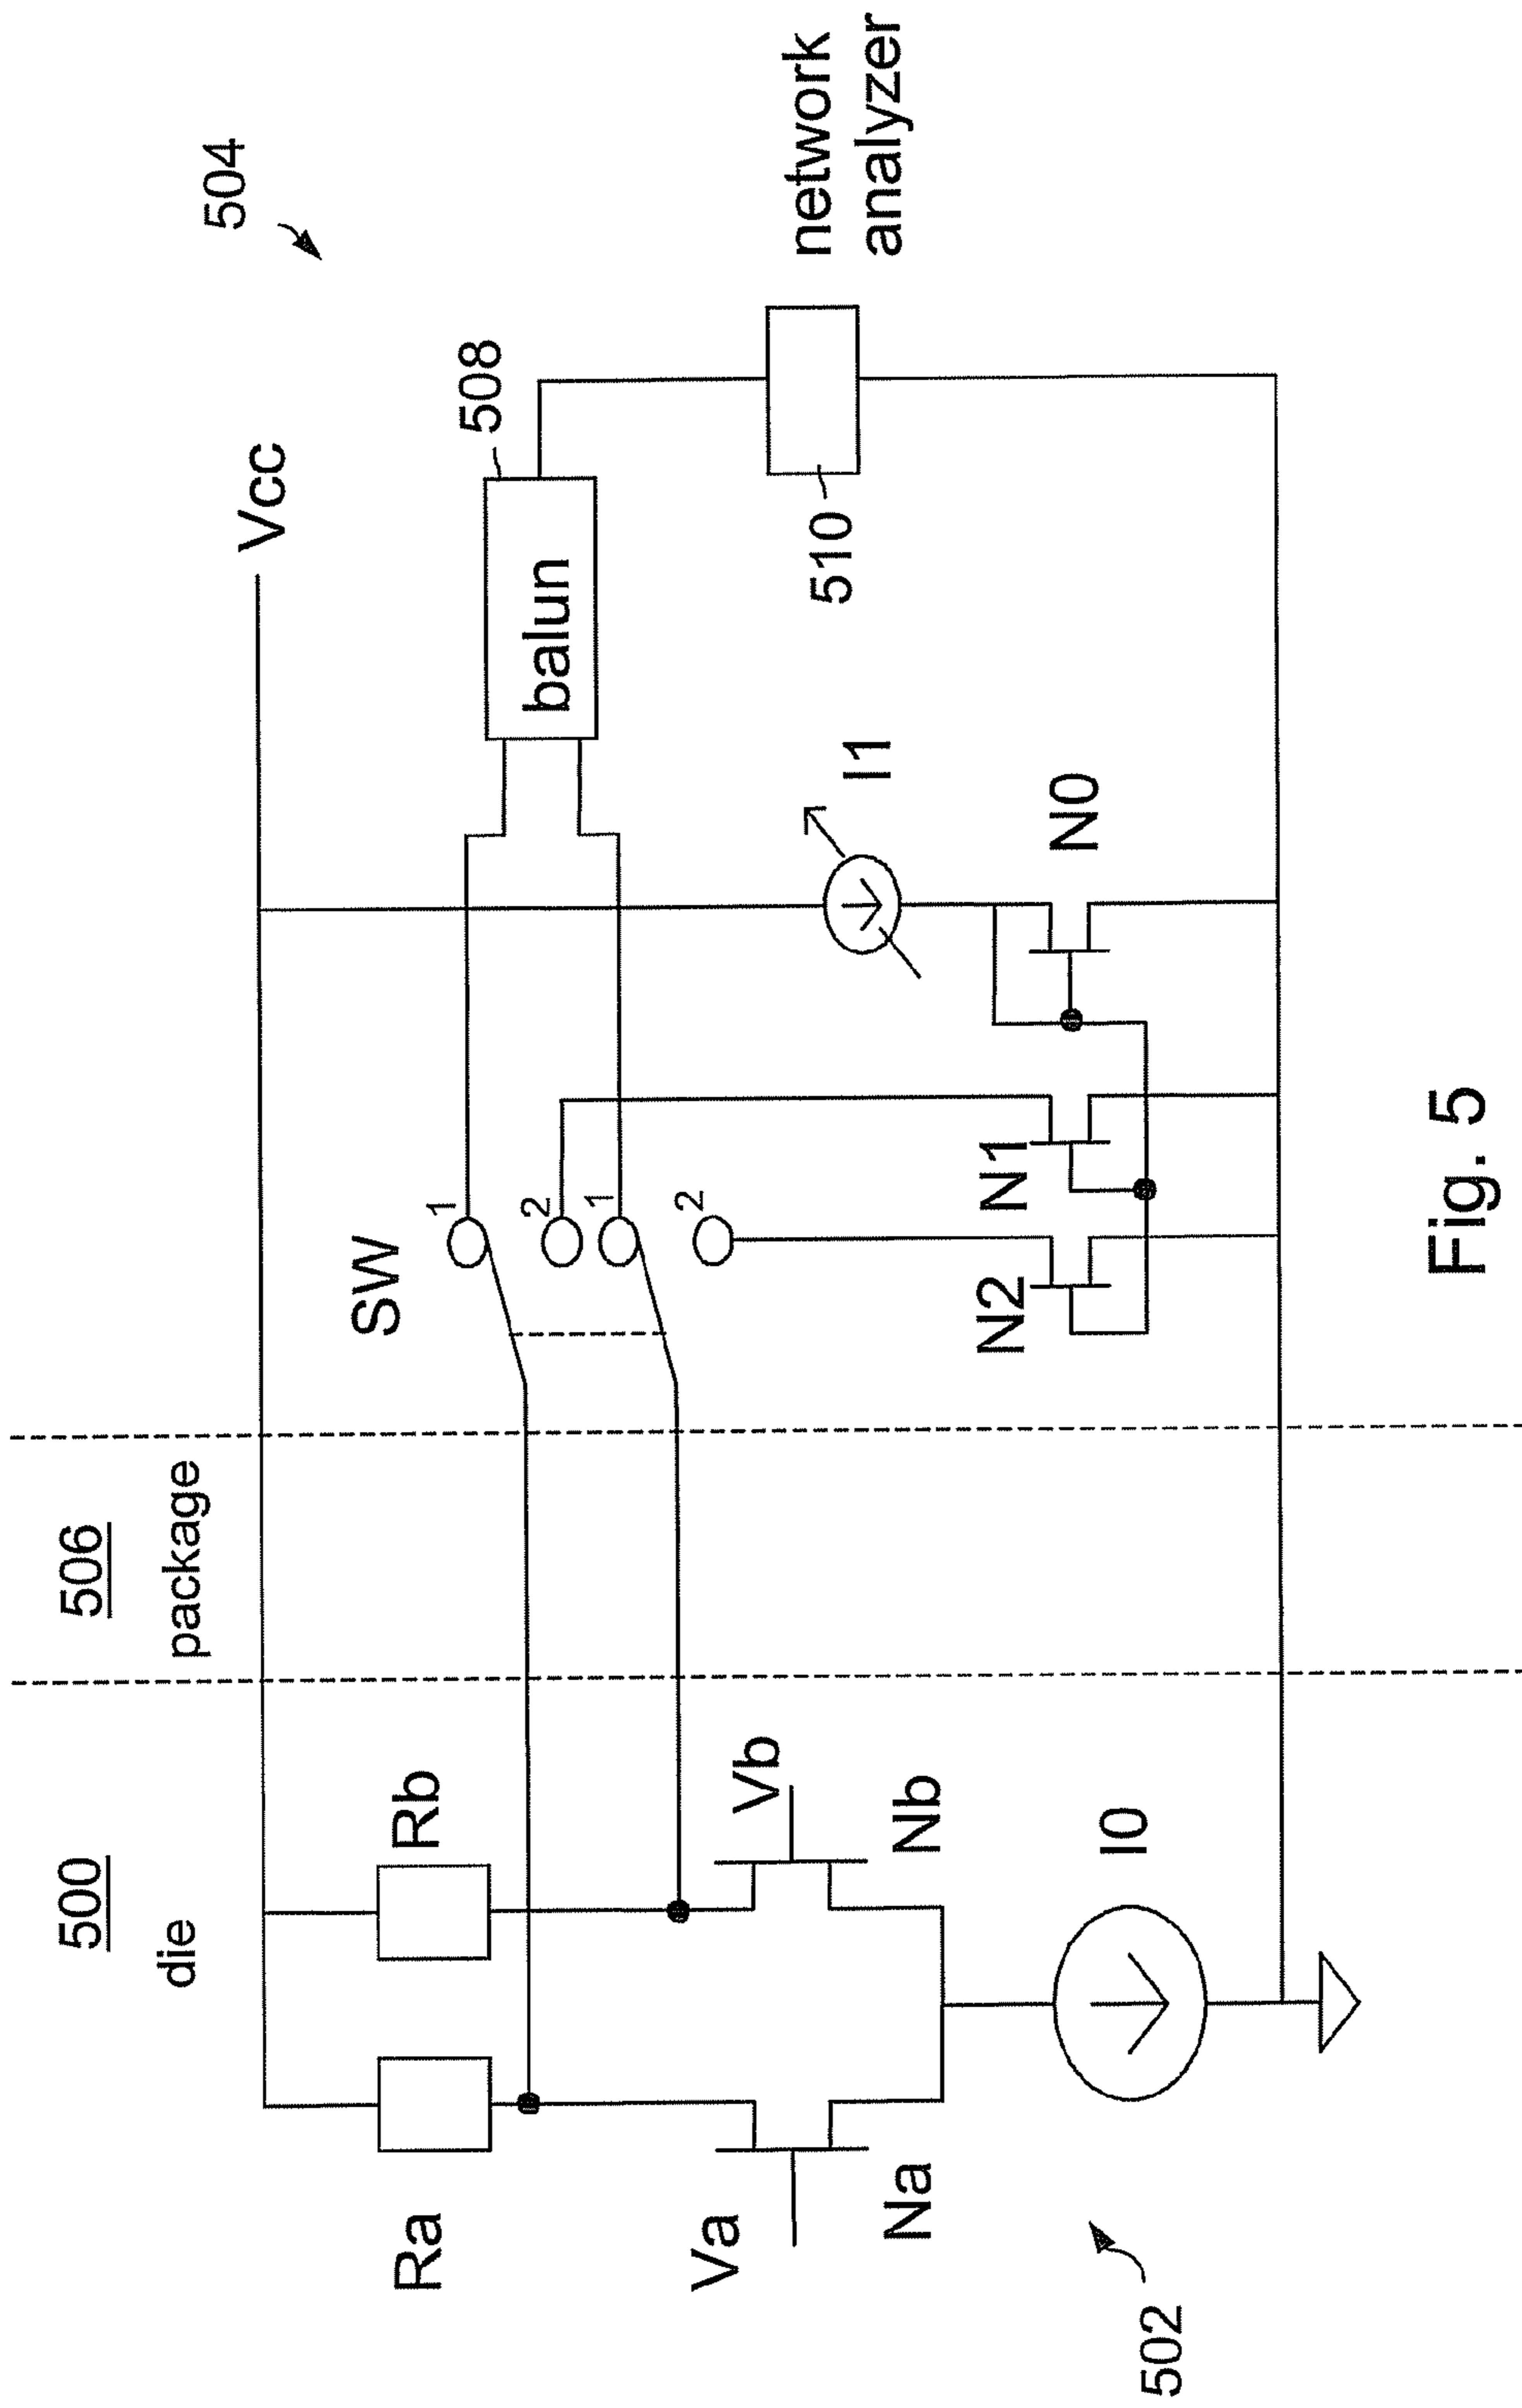 500
die
506
package
504
Vcc
Ra
Rb
SW
1
2
1
2
balun
508
Va
Vb
Na
Nb
I0
I1
N0
N1
N2
510
network
analyzer
502
Fig. 5